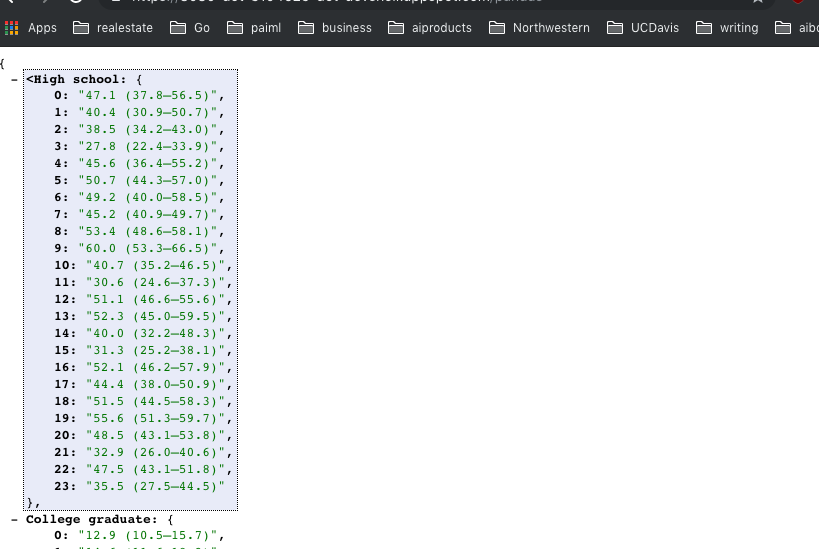 Apps realestate Go paiml business aiproducts Northwestern UCDavis writing
{
– <High school: {
0: "47.1 (37.8–56.5)",
1: "40.4 (30.9–50.7)",
2: "38.5 (34.2–43.0)",
3: "27.8 (22.4–33.9)",
4: "45.6 (36.4–55.2)",
5: "50.7 (44.3–57.0)",
6: "49.2 (40.0–58.5)",
7: "45.2 (40.9–49.7)",
8: "53.4 (48.6–58.1)",
9: "60.0 (53.3–66.5)",
10: "40.7 (35.2–46.5)",
11: "30.6 (24.6–37.3)",
12: "51.1 (46.6–55.6)",
13: "52.3 (45.0–59.5)",
14: "40.0 (32.2–48.3)",
15: "31.3 (25.2–38.1)",
16: "52.1 (46.2–57.9)",
17: "44.4 (38.0–50.9)",
18: "51.5 (44.5–58.3)",
19: "55.6 (51.3–59.7)",
20: "48.5 (43.1–53.8)",
21: "32.9 (26.0–40.6)",
22: "47.5 (43.1–51.8)",
23: "35.5 (27.5–44.5)"
},
– College graduate: {
0: "12.9 (10.5–15.7)",